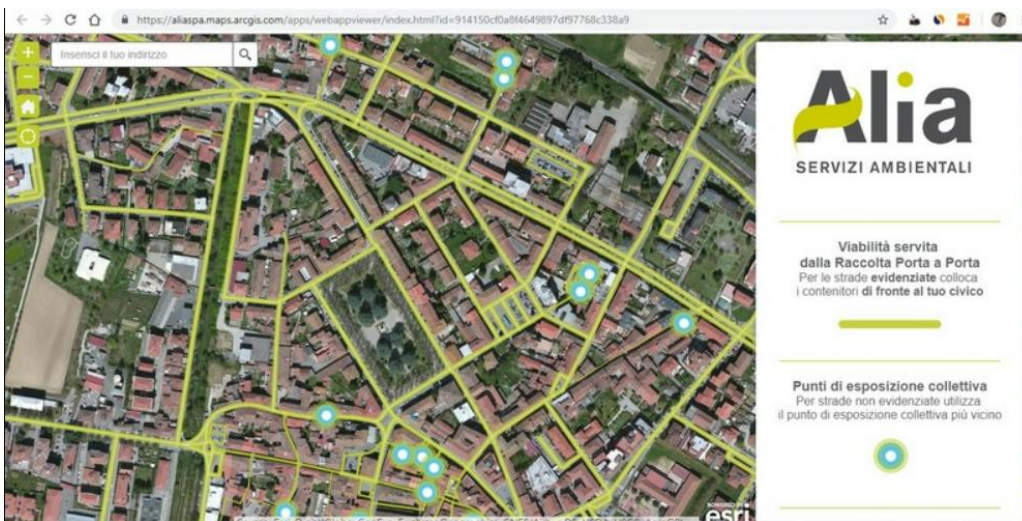 https://aliaspa.maps.arcgis.com/apps/webappviewer/index.html?id=914150cf0a8f4649897df97768c338a9
Inserisci il tuo indirizzo
Alia
SERVIZI AMBIENTALI
Viabilità servita
dalla Raccolta Porta a Porta
Per le strade evidenziate colloca
i contenitori di fronte al tuo civico
Punti di esposizione collettiva
Per strade non evidenziate utilizza
il punto di esposizione collettiva più vicino
esri